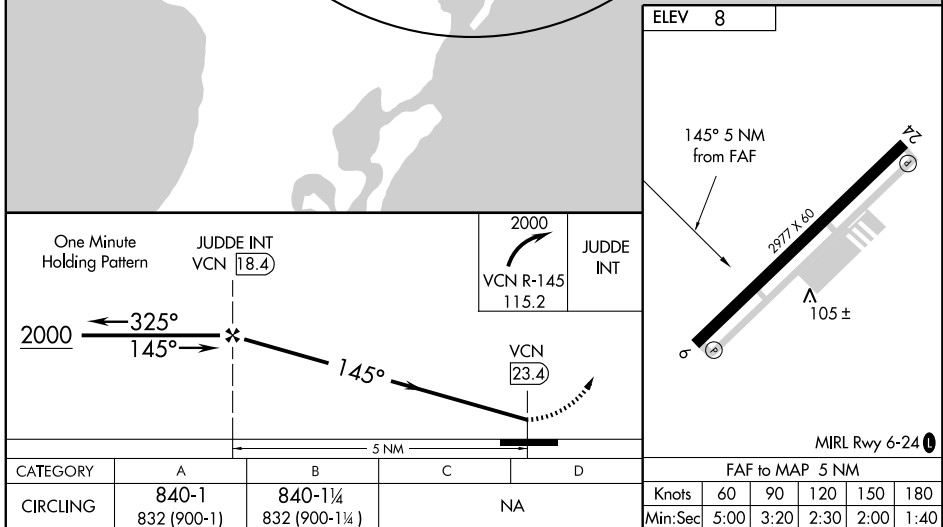 One Minute
Holding Pattern
JUDDE INT
VCN 18.4
2000
VCN R-145
115.2
JUDDE
INT
2000
325°
145°
145°
VCN
23.4
5 NM
CATEGORY A B C D
CIRCLING 840-1 840-1¼ NA
832 (900-1) 832 (900-1¼)
ELEV 8
145° 5 NM
from FAF
24
P
2977 X 60
105 ±
6
P
MIRL Rwy 6-24 L
FAF to MAP 5 NM
Knots 60 90 120 150 180
Min:Sec 5:00 3:20 2:30 2:00 1:40